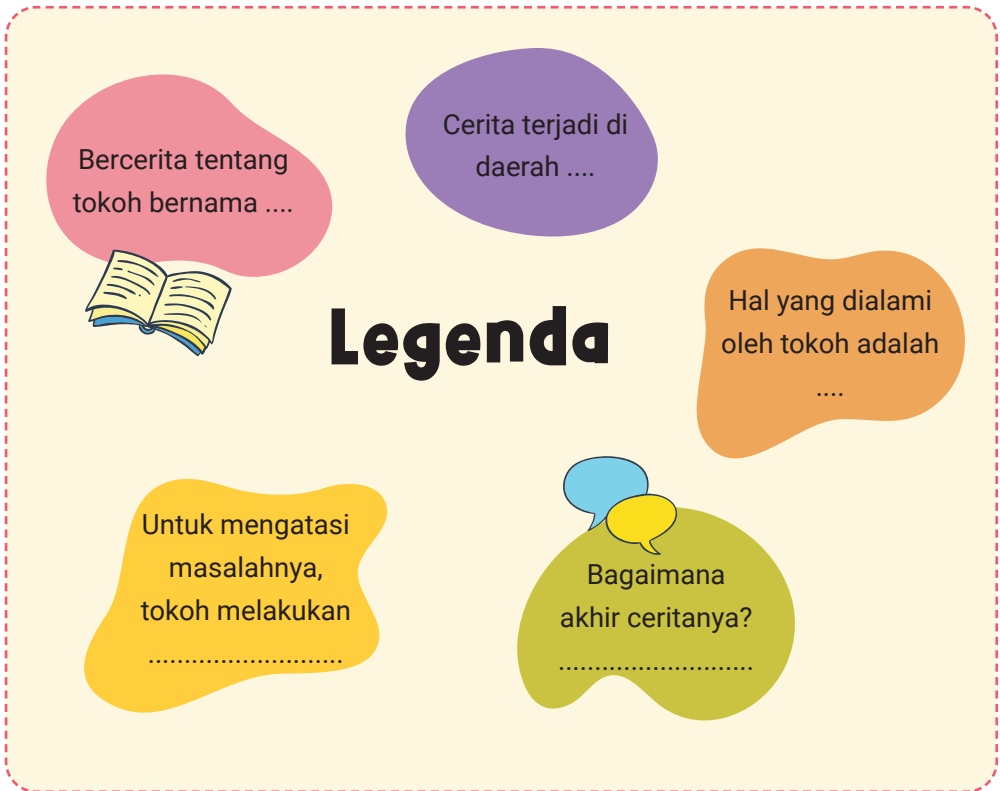 Bercerita tentang
tokoh bernama ....
Cerita terjadi di
daerah ....
Legenda
Hal yang dialami
oleh tokoh adalah
....
Untuk mengatasi
masalahnya,
tokoh melakukan
...........................
Bagaimana
akhir ceritanya?
...........................